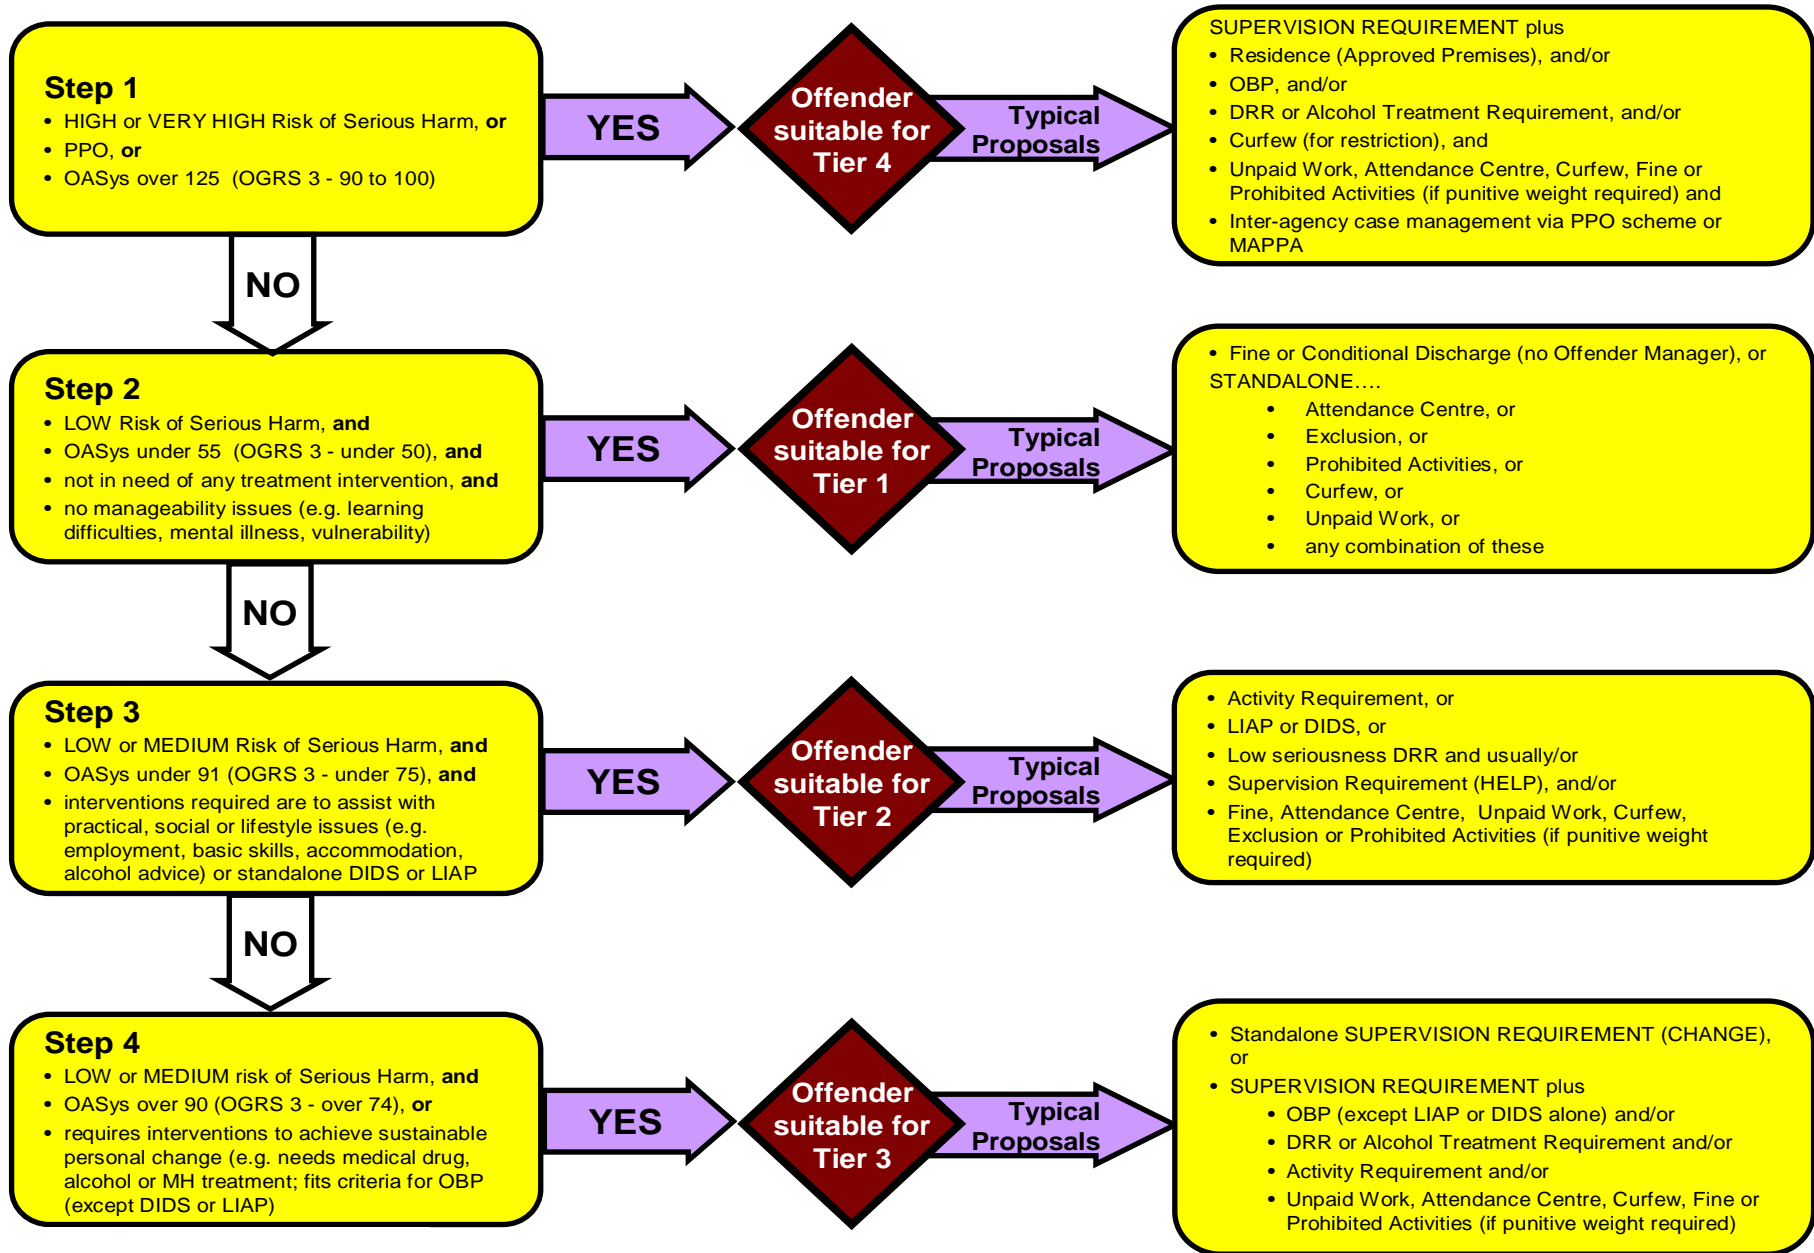 Step 1
• HIGH or VERY HIGH Risk of Serious Harm, or
• PPO, or
• OASys over 125 (OGRS 3 - 90 to 100)
YES
Offender
suitable for
Tier 4
Typical
Proposals
SUPERVISION REQUIREMENT plus
• Residence (Approved Premises), and/or
• OBP, and/or
• DRR or Alcohol Treatment Requirement, and/or
• Curfew (for restriction), and
• Unpaid Work, Attendance Centre, Curfew, Fine or
Prohibited Activities (if punitive weight required) and
• Inter-agency case management via PPO scheme or
MAPPA
NO
Step 2
• LOW Risk of Serious Harm, and
• OASys under 55 (OGRS 3 - under 50), and
• not in need of any treatment intervention, and
• no manageability issues (e.g. learning
difficulties, mental illness, vulnerability)
YES
Offender
suitable for
Tier 1
Typical
Proposals
• Fine or Conditional Discharge (no Offender Manager), or
STANDALONE….
• Attendance Centre, or
• Exclusion, or
• Prohibited Activities, or
• Curfew, or
• Unpaid Work, or
• any combination of these
NO
Step 3
• LOW or MEDIUM Risk of Serious Harm, and
• OASys under 91 (OGRS 3 - under 75), and
• interventions required are to assist with
practical, social or lifestyle issues (e.g.
employment, basic skills, accommodation,
alcohol advice) or standalone DIDS or LIAP
YES
Offender
suitable for
Tier 2
Typical
Proposals
• Activity Requirement, or
• LIAP or DIDS, or
• Low seriousness DRR and usually/or
• Supervision Requirement (HELP), and/or
• Fine, Attendance Centre, Unpaid Work, Curfew,
Exclusion or Prohibited Activities (if punitive weight
required)
NO
Step 4
• LOW or MEDIUM risk of Serious Harm, and
• OASys over 90 (OGRS 3 - over 74), or
• requires interventions to achieve sustainable
personal change (e.g. needs medical drug,
alcohol or MH treatment; fits criteria for OBP
(except DIDS or LIAP)
YES
Offender
suitable for
Tier 3
Typical
Proposals
• Standalone SUPERVISION REQUIREMENT (CHANGE),
or
• SUPERVISION REQUIREMENT plus
• OBP (except LIAP or DIDS alone) and/or
• DRR or Alcohol Treatment Requirement and/or
• Activity Requirement and/or
• Unpaid Work, Attendance Centre, Curfew, Fine or
Prohibited Activities (if punitive weight required)